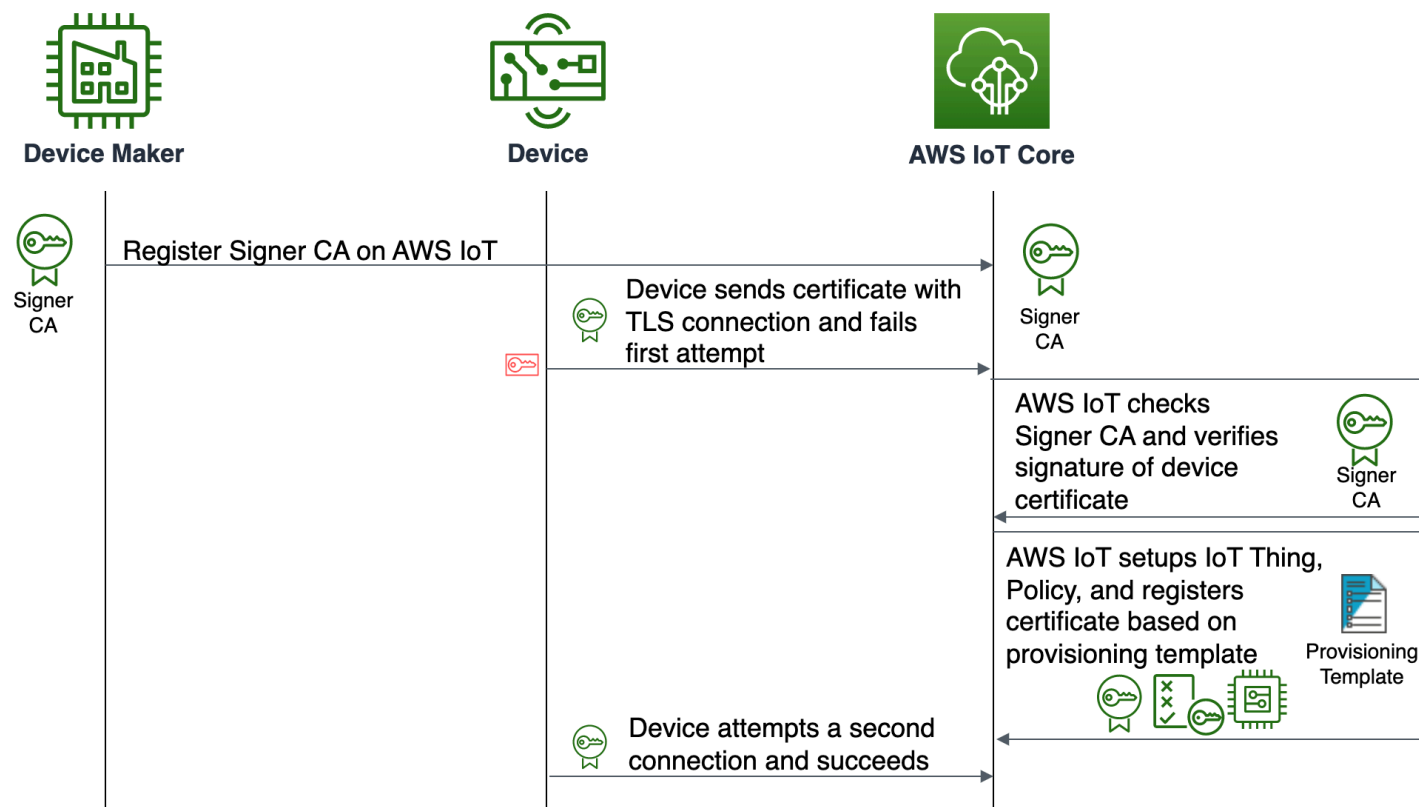 Device Maker
Device
AWS IoT Core
Signer
CA
Register Signer CA on AWS IoT
Signer
CA
Device sends certificate with
TLS connection and fails
first attempt
AWS IoT checks
Signer CA and verifies
signature of device
certificate
Signer
CA
AWS IoT setups IoT Thing,
Policy, and registers
certificate based on
provisioning template
Provisioning
Template
Device attempts a second
connection and succeeds